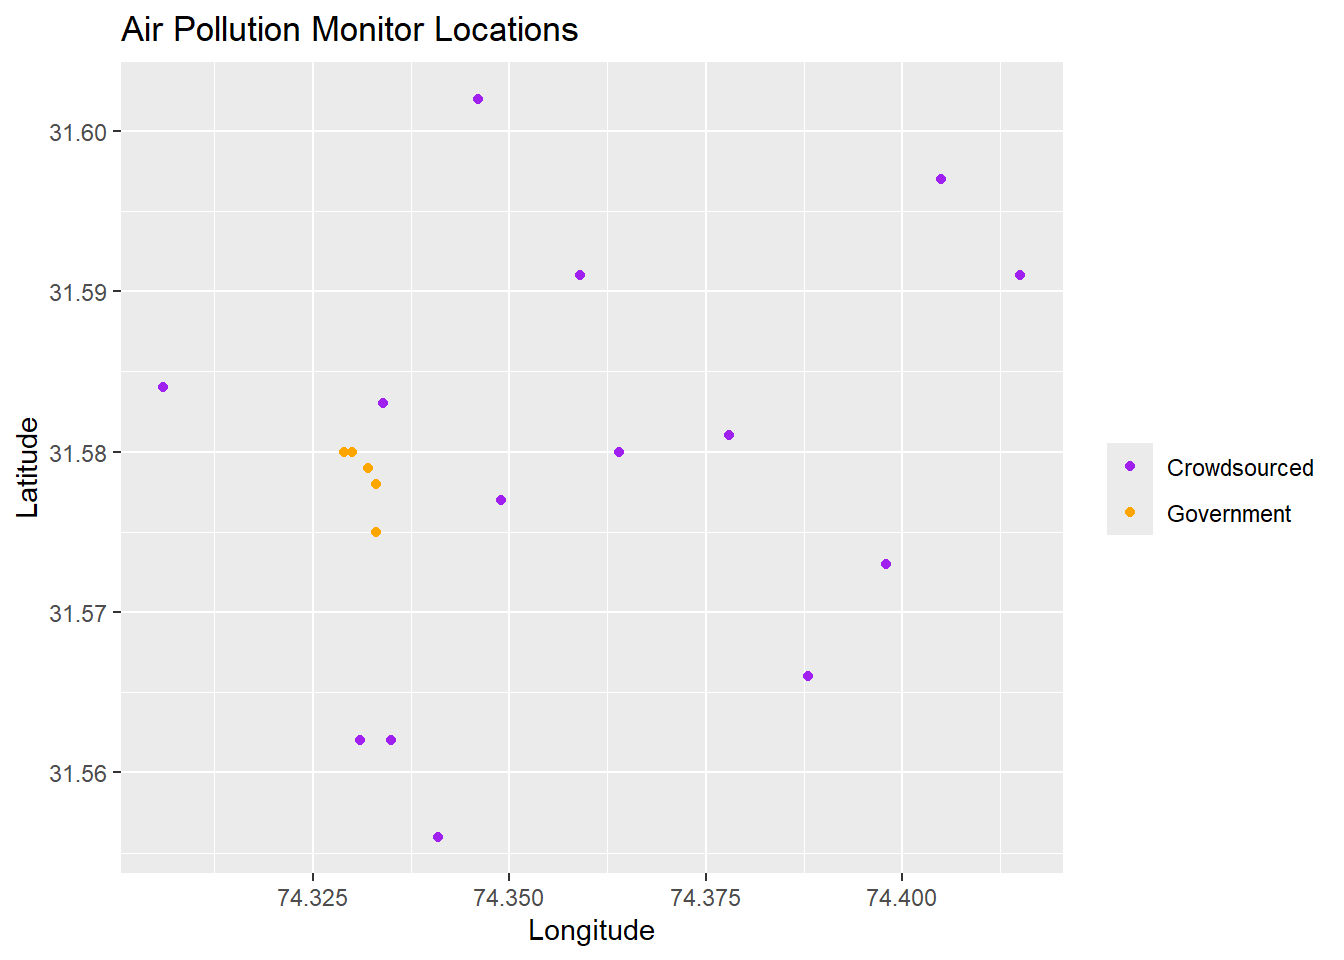 Air Pollution Monitor Locations
31.60
31.59
31.58
31.57
31.56
Latitude
74.325 74.350 74.375 74.400
Longitude
Crowdsourced
Government